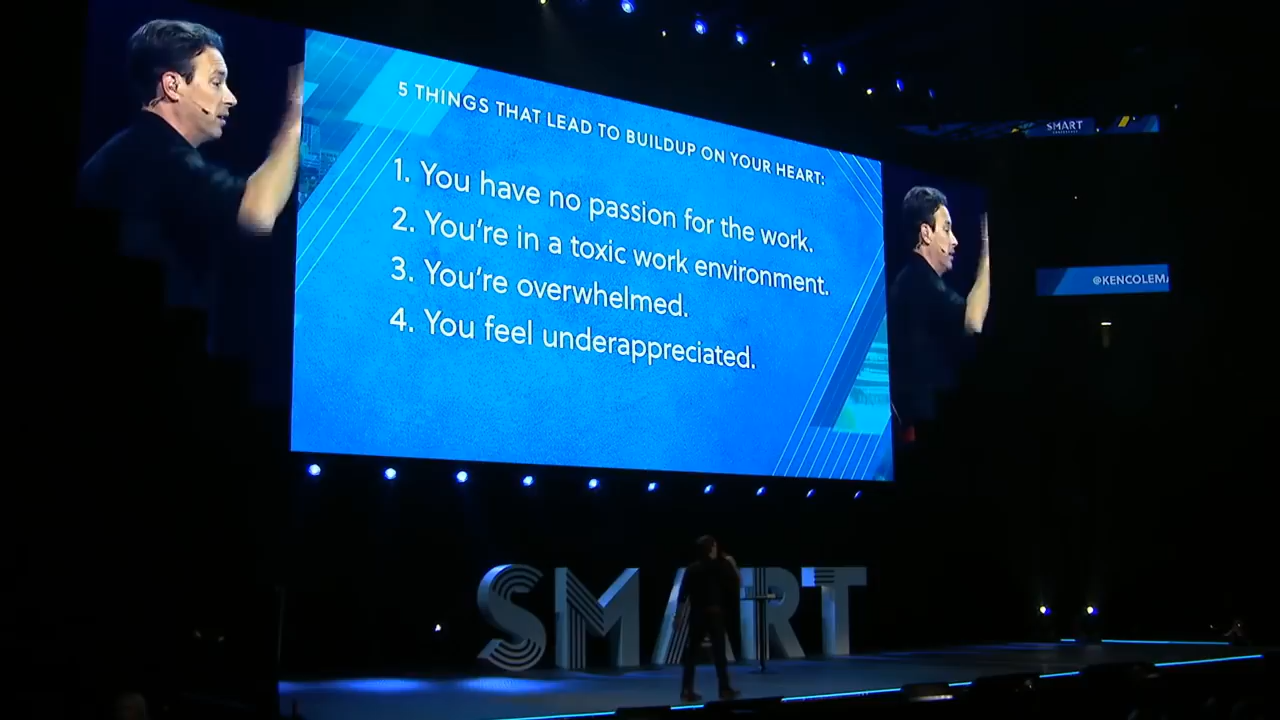 5 THINGS THAT LEAD TO BUILDUP ON YOUR HEART:
1. You have no passion for the work.
2. You're in a toxic work environment.
3. You're overwhelmed.
4. You feel underappreciated.
SMART
@KENCOLEMA
SMART